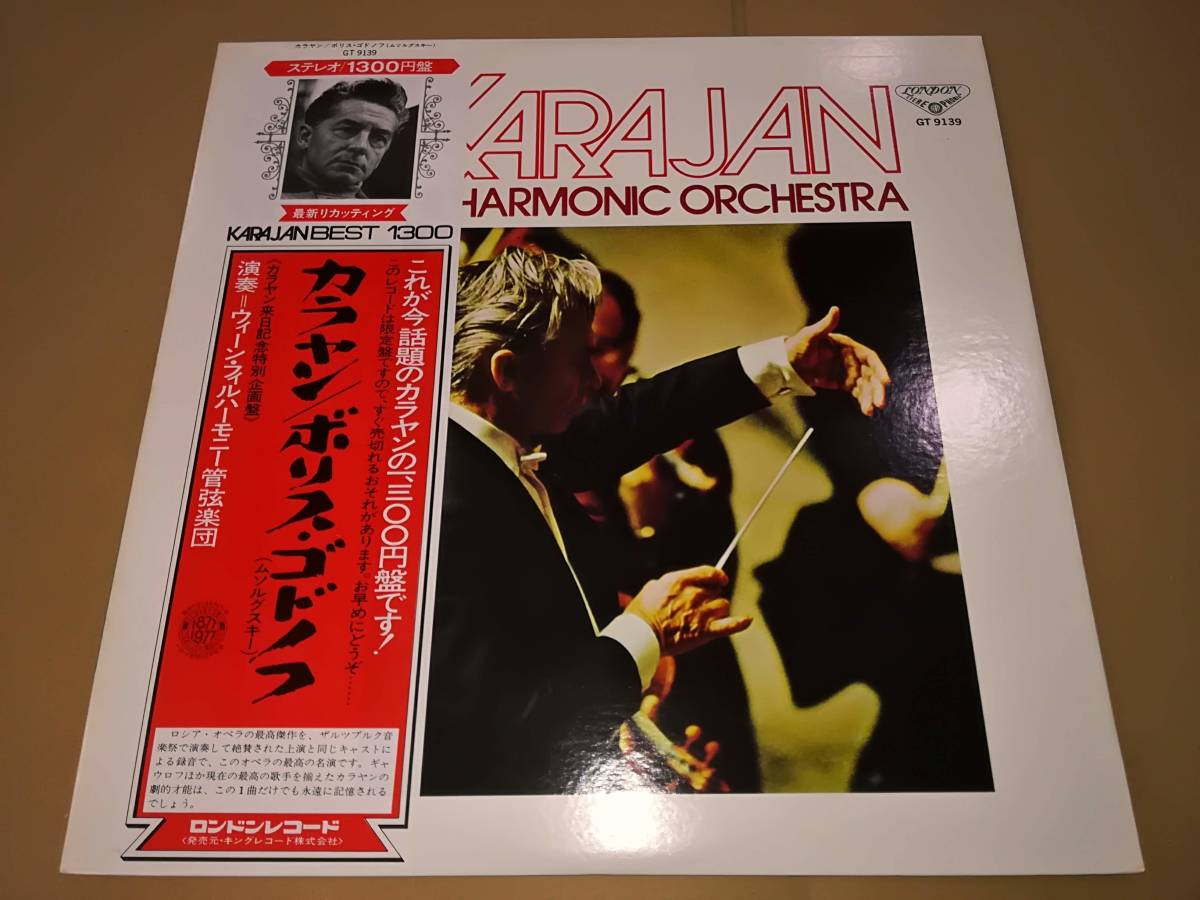 カラヤン/ボリス・ゴドノフ(ムソルグスキー)
GT 9139
ステレオ/1300円盤
最新リカッティング
KARAJAN BEST 1300
KARAJAN
HARMONIC ORCHESTRA
LONDON
STEREOPHONIC
GT 9139
これが今話題のカラヤンの一、三〇〇円盤です!
このレコードは限定盤ですので、すぐ売切れるおそれがあります。お早めにどうぞ……
カラヤン/ボリス・ゴドノフ
(ムソルグスキー)
《カラヤン来日記念特別企画盤》
演奏=ウィーン・フィルハーモニー管弦楽団
1877
1977
ロシア・オペラの最高傑作を、ザルツブルク音
楽祭で演奏して絶賛された上演と同じキャストに
よる録音で、このオペラの最高の名演です。ギャ
ウロフほか現在の最高の歌手を揃えたカラヤンの
劇的才能は、この1曲だけでも永遠に記憶される
でしょう。
ロンドンレコード
<発売元・キングレコード株式会社>